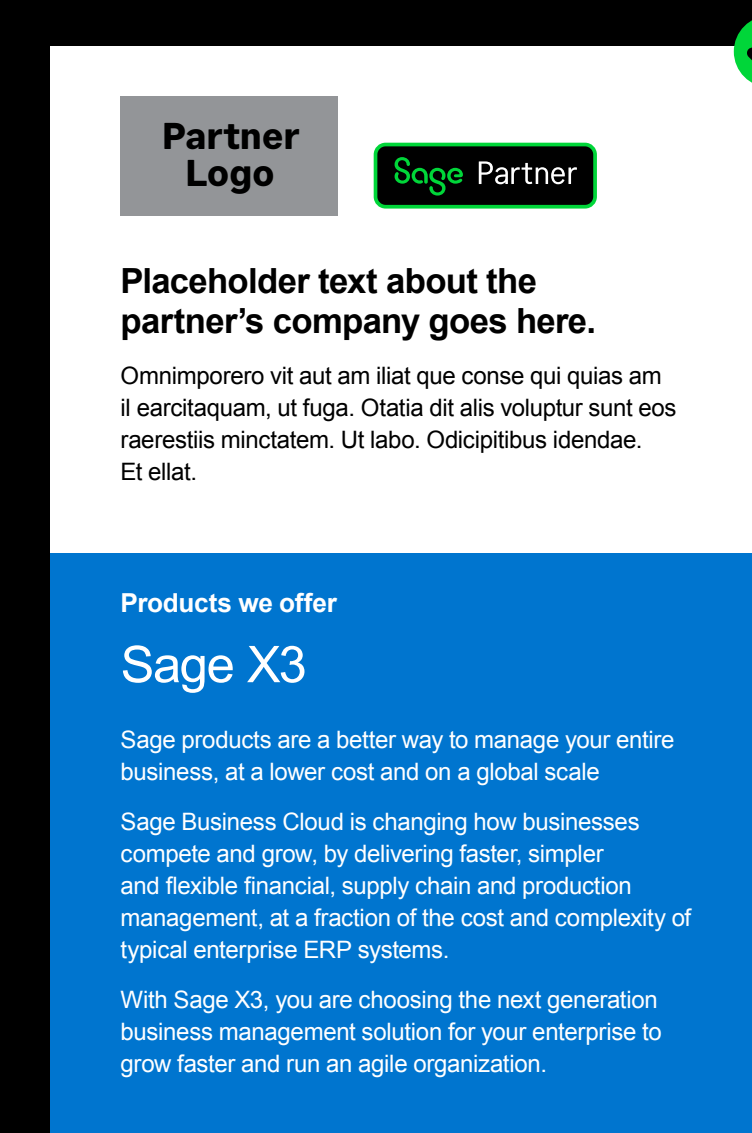 Partner
Logo
Sage Partner
Placeholder text about the
partner’s company goes here.
Omnimporero vit aut am iliat que conse qui quias am
il earcitaquam, ut fuga. Otatia dit alis voluptur sunt eos
raerestiis minctatem. Ut labo. Odicipitibus idendae.
Et ellat.
Products we offer
Sage X3
Sage products are a better way to manage your entire
business, at a lower cost and on a global scale
Sage Business Cloud is changing how businesses
compete and grow, by delivering faster, simpler
and flexible financial, supply chain and production
management, at a fraction of the cost and complexity of
typical enterprise ERP systems.
With Sage X3, you are choosing the next generation
business management solution for your enterprise to
grow faster and run an agile organization.